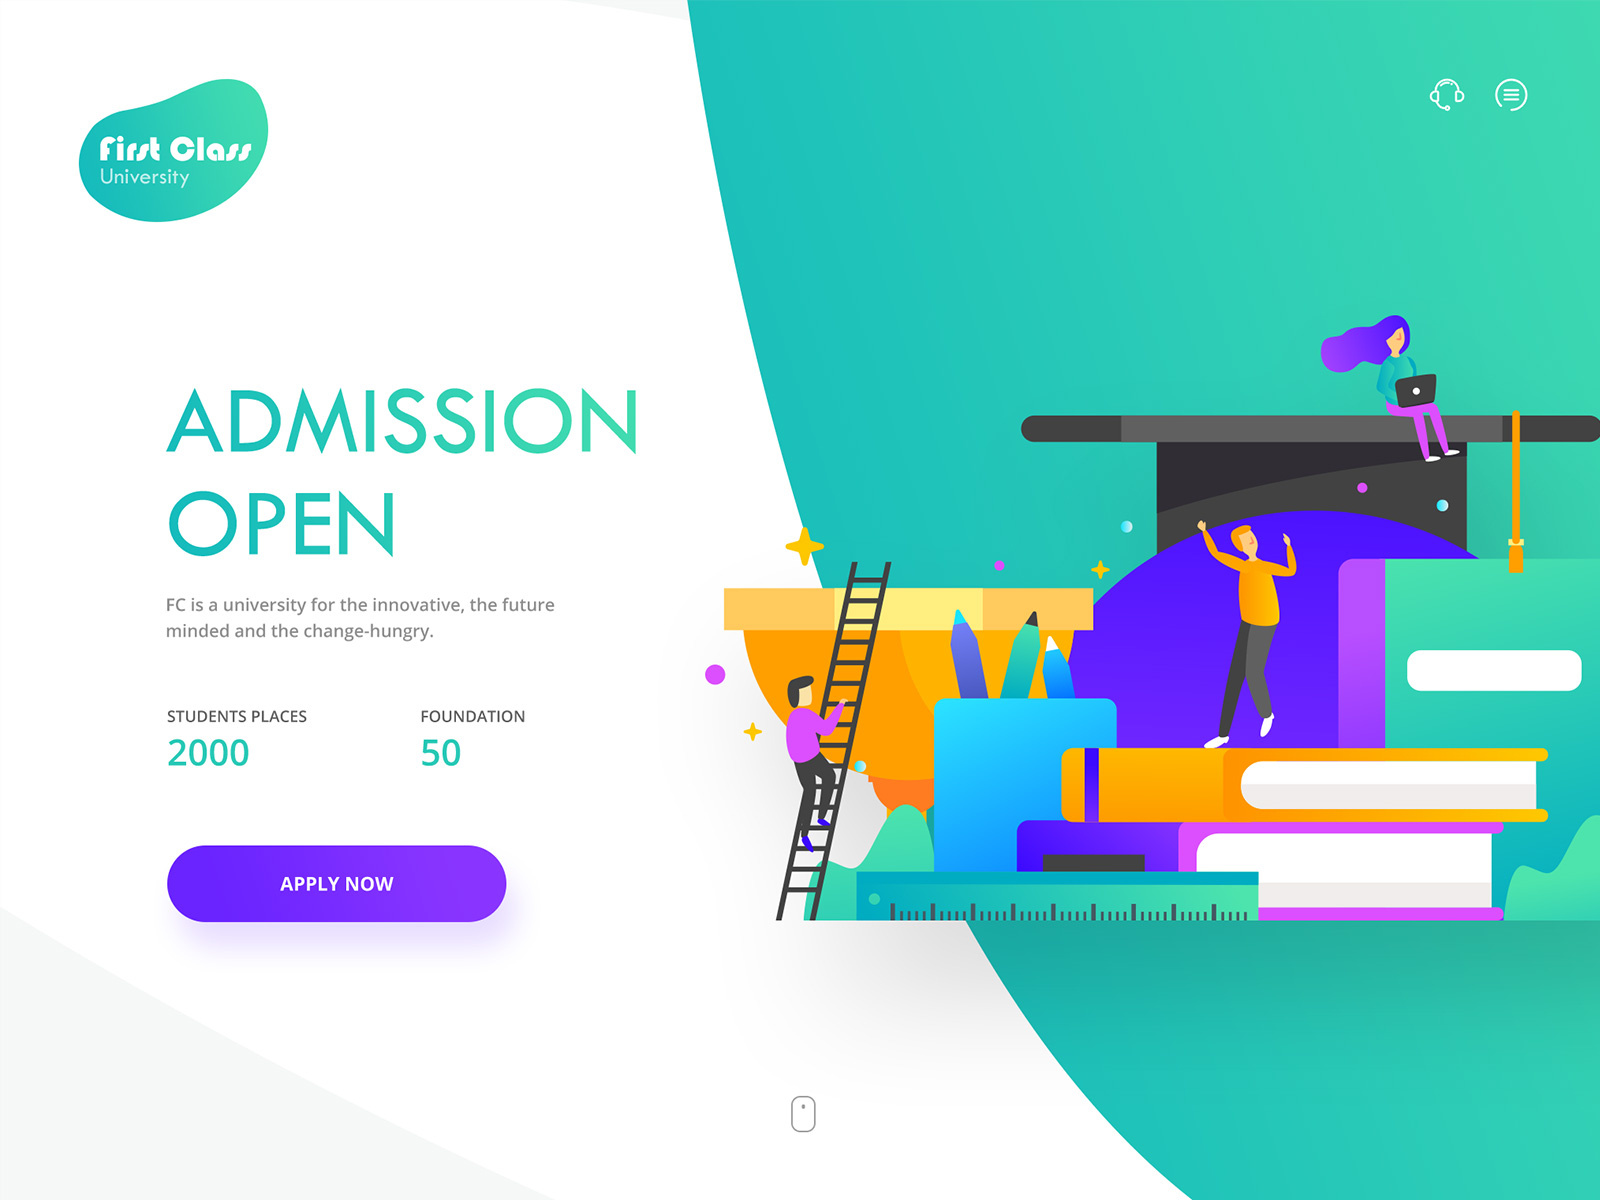 First Class
University
ADMISSION
OPEN
FC is a university for the innovative, the future
minded and the change-hungry.
STUDENTS PLACES
2000
FOUNDATION
50
APPLY NOW